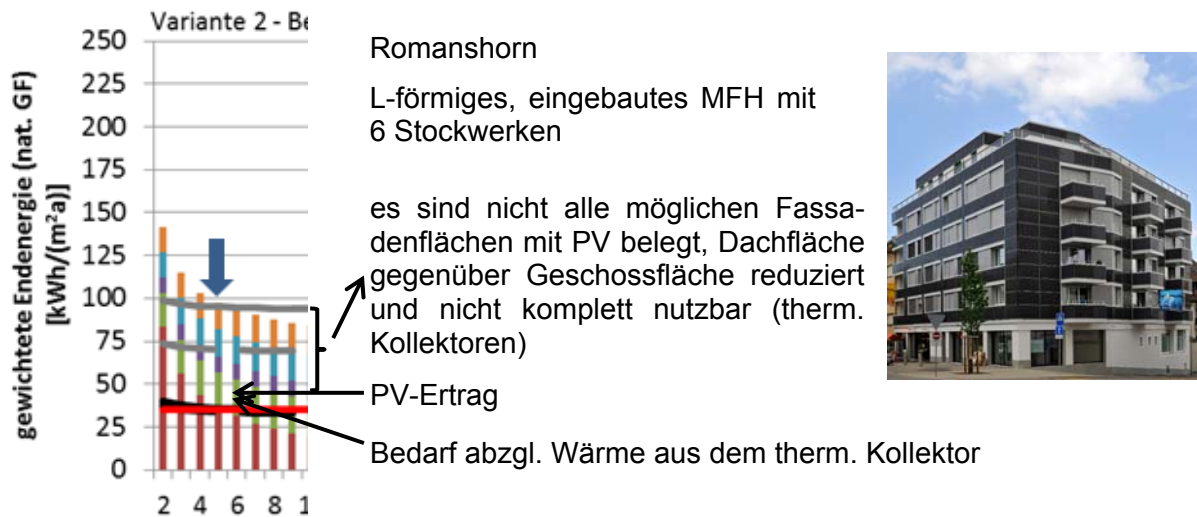 Variante 2 - Be
250
225
200
175
150
125
100
75
50
25
0
gewichtete Endenergie (nat. GF)
[kWh/(m²a)]
2 4 6 8 1
Romanshorn
L-förmiges, eingebautes MFH mit
6 Stockwerken
es sind nicht alle möglichen Fassa-
denflächen mit PV belegt, Dachfläche
gegenüber Geschossfläche reduziert
und nicht komplett nutzbar (therm.
Kollektoren)
PV-Ertrag
Bedarf abzgl. Wärme aus dem therm. Kollektor